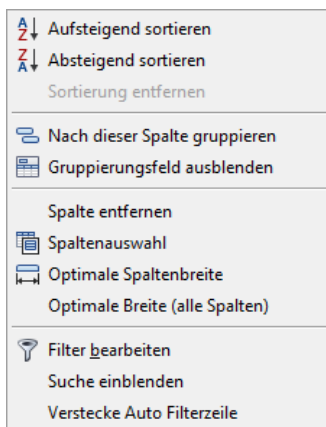 Aufsteigend sortieren
Absteigend sortieren
Sortierung entfernen
Nach dieser Spalte gruppieren
Gruppierungsfeld ausblenden
Spalte entfernen
Spaltenauswahl
Optimale Spaltenbreite
Optimale Breite (alle Spalten)
Filter bearbeiten
Suche einblenden
Verstecke Auto Filterzeile